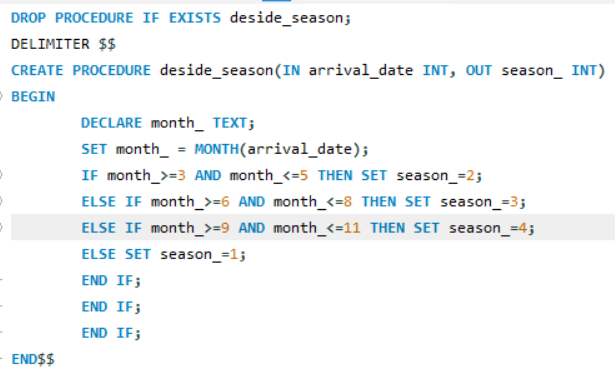 DROP PROCEDURE IF EXISTS deside_season;
DELIMITER $$
CREATE PROCEDURE deside_season(IN arrival_date INT, OUT season_ INT)
BEGIN
DECLARE month_ TEXT;
SET month_ = MONTH(arrival_date);
IF month_>=3 AND month_<=5 THEN SET season_=2;
ELSE IF month_>=6 AND month_<=8 THEN SET season_=3;
ELSE IF month_>=9 AND month_<=11 THEN SET season_=4;
ELSE SET season_=1;
END IF;
END IF;
END IF;
END$$